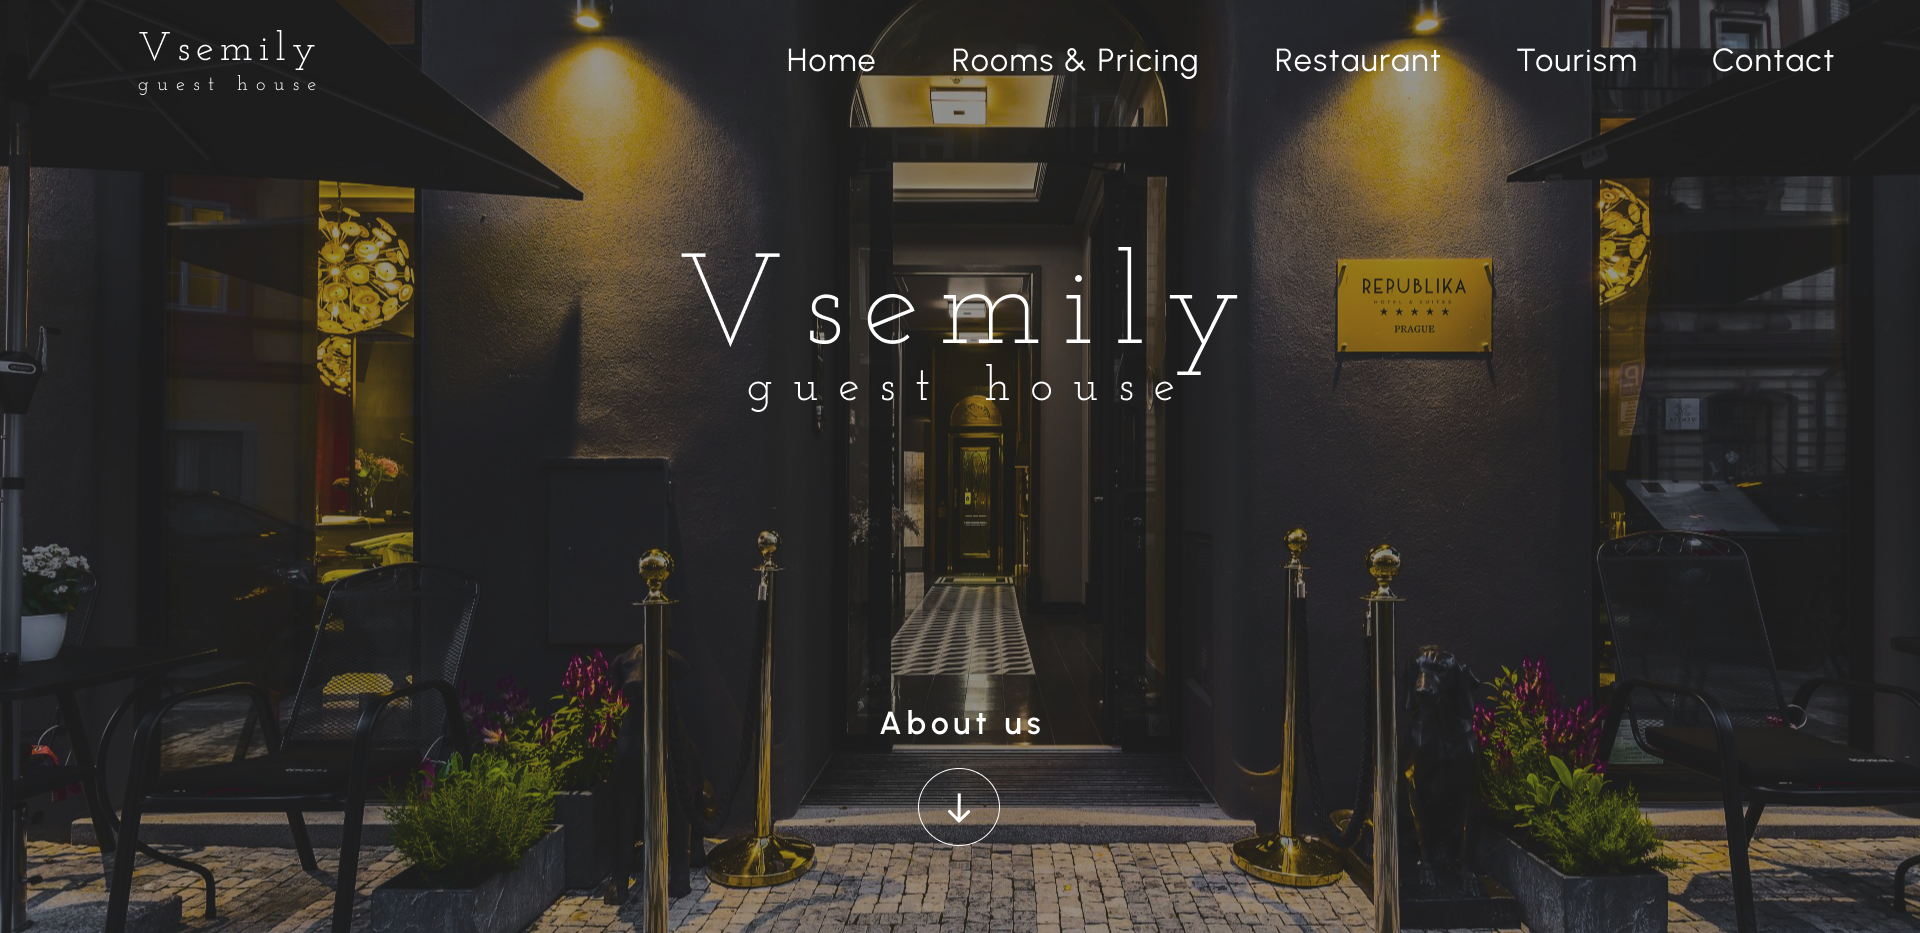 Vsemily
guest house
Home
Rooms & Pricing
Restaurant
Tourism
Contact
Vsemily
guest house
REPUBLIKA
HOTEL & SUITES
PRAGUE
About us